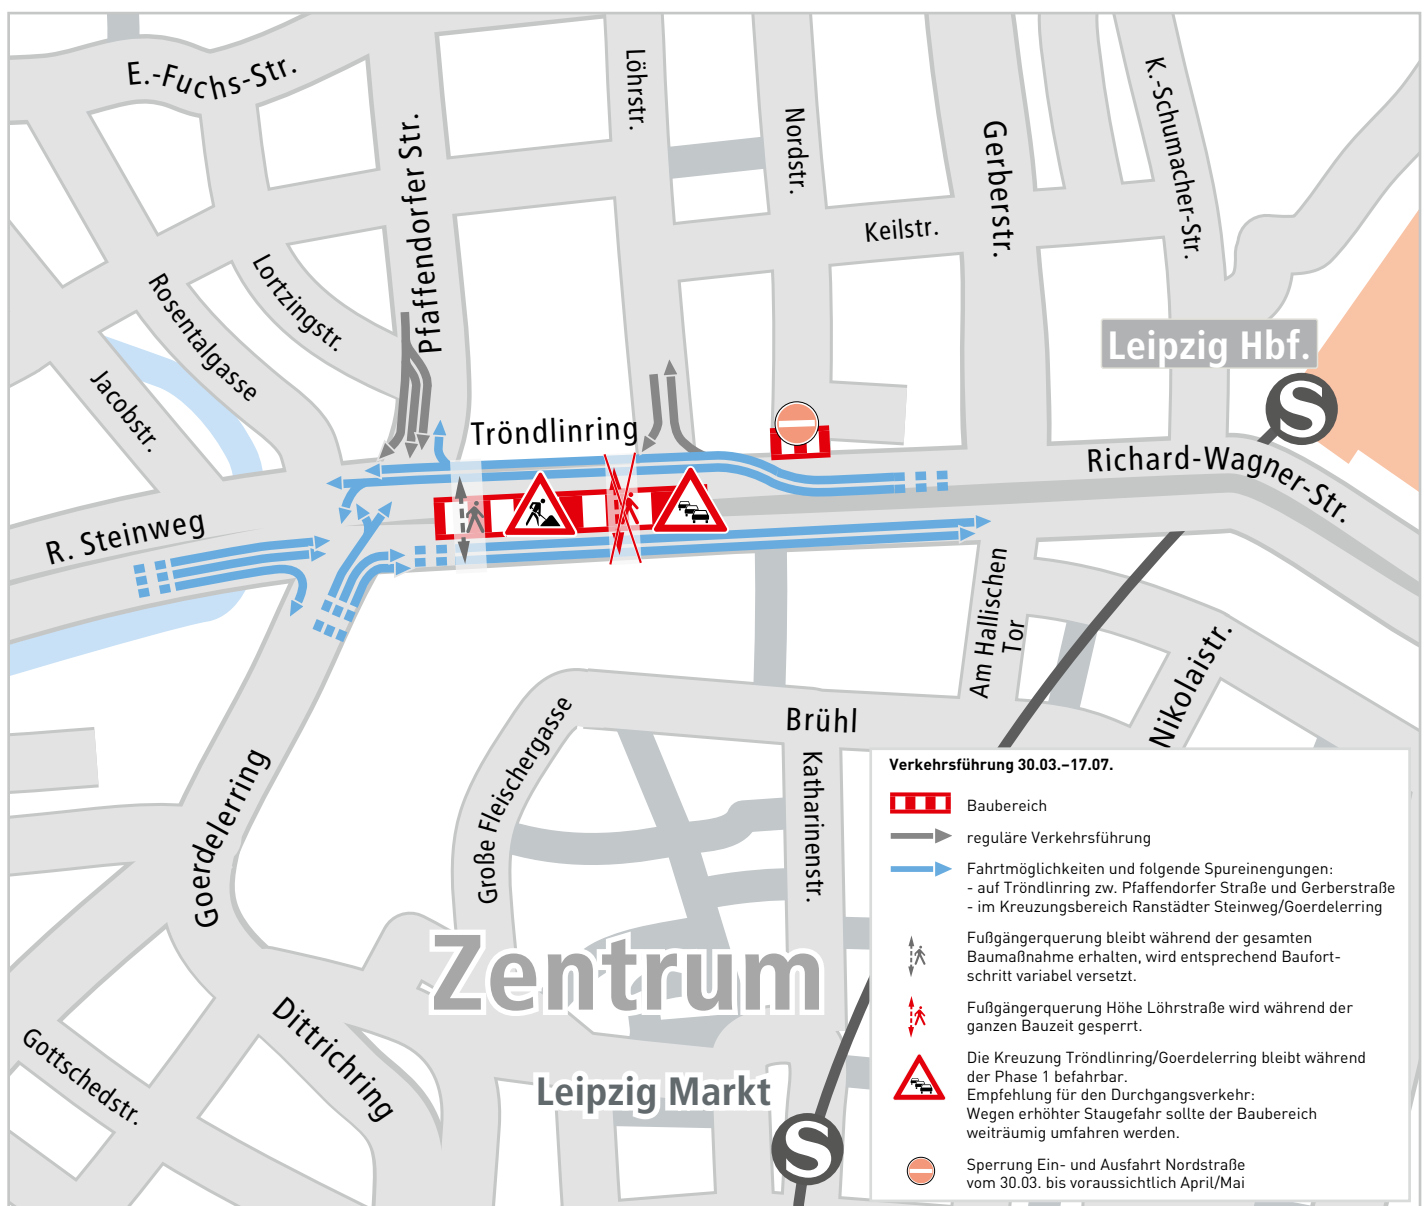 E.-Fuchs-Str.
Löhrstr.
K.-Schumacher-Str.
Pfaffendorfer Str.
Nordstr.
Gerberstr.
Keilstr.
Lortzingstr.
Rosentalgasse
Jacobstr.
Leipzig Hbf.
S
Tröndlinring
Richard-Wagner-Str.
R. Steinweg
Am Hallischen
Tor
Nikolaistr.
Brühl
Große Fleischergasse
Katharinenstr.
Goerdelerring
Zentrum
Dittrichring
Gottschedstr.
Leipzig Markt
S
Verkehrsführung 30.03.–17.07.
Baubereich
reguläre Verkehrsführung
Fahrtmöglichkeiten und folgende Spureinengungen:
- auf Tröndlinring zw. Pfaffendorfer Straße und Gerberstraße
- im Kreuzungsbereich Ranstädter Steinweg/Goerdelerring
Fußgängerquerung bleibt während der gesamten
Baumaßnahme erhalten, wird entsprechend Baufort-
schritt variabel versetzt.
Fußgängerquerung Höhe Löhrstraße wird während der
ganzen Bauzeit gesperrt.
Die Kreuzung Tröndlinring/Goerdelerring bleibt während
der Phase 1 befahrbar.
Empfehlung für den Durchgangsverkehr:
Wegen erhöhter Staugefahr sollte der Baubereich
weiträumig umfahren werden.
Sperrung Ein- und Ausfahrt Nordstraße
vom 30.03. bis voraussichtlich April/Mai